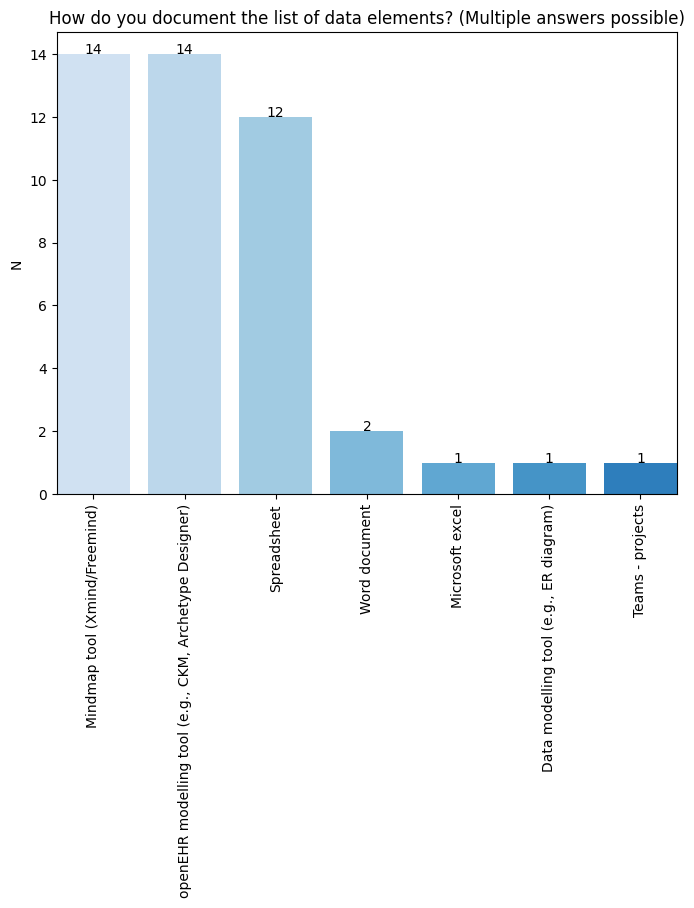 How do you document the list of data elements? (Multiple answers possible)
14
12
10
8
6
4
2
0
N
14
14
12
2
1
1
1
Mindmap tool (Xmind/Freemind)
openEHR modelling tool (e.g., CKM, Archetype Designer)
Spreadsheet
Word document
Microsoft excel
Data modelling tool (e.g., ER diagram)
Teams - projects